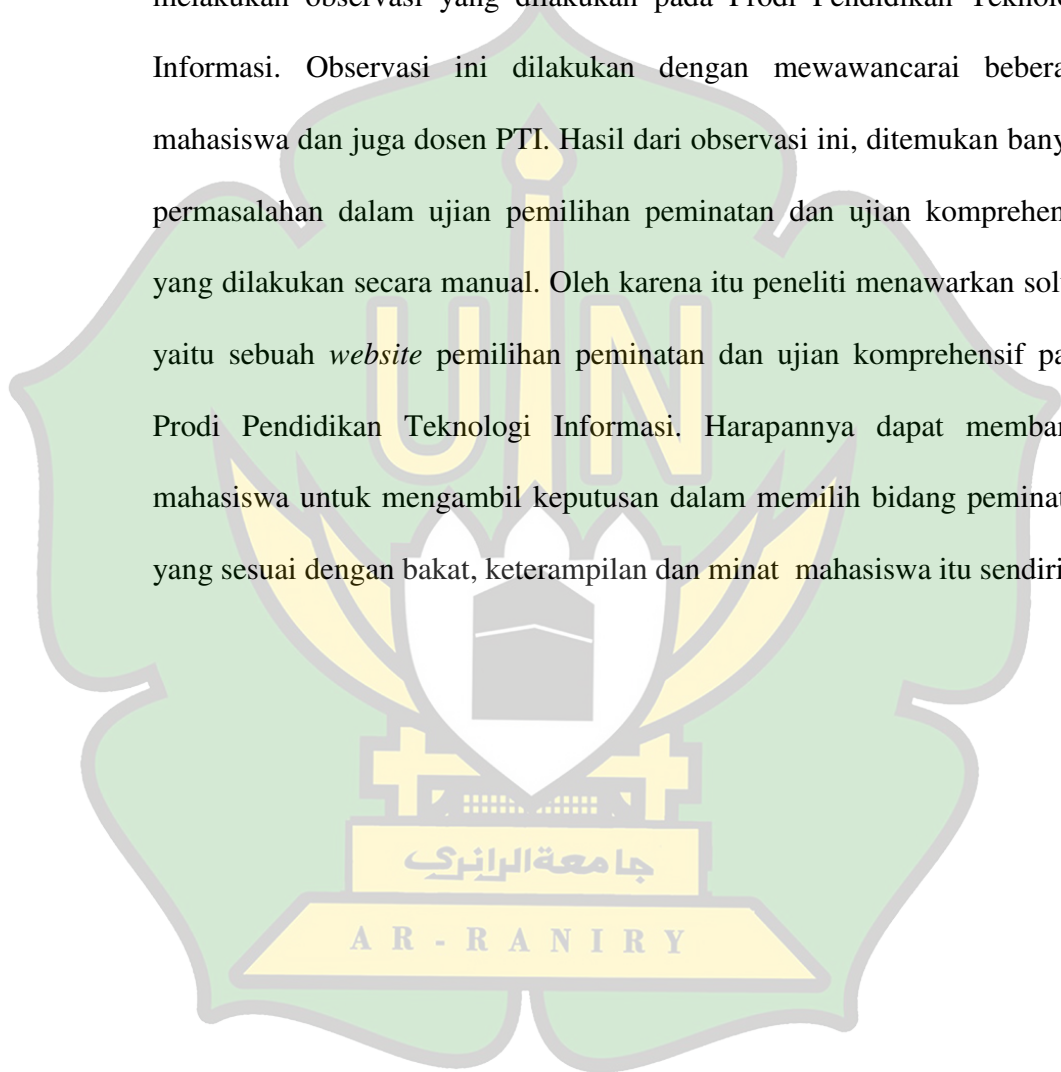 melakukan observasi yang dilakukan pada Prodi Pendidikan Teknolo
Informasi. Observasi ini dilakukan dengan mewawancarai bebera
mahasiswa dan juga dosen PTI. Hasil dari observasi ini, ditemukan bany
permasalahan dalam ujian pemilihan peminatan dan ujian komprehen
yang dilakukan secara manual. Oleh karena itu peneliti menawarkan solu
yaitu sebuah website pemilihan peminatan dan ujian komprehensif pa
Prodi Pendidikan Teknologi Informasi. Harapannya dapat memban
mahasiswa untuk mengambil keputusan dalam memilih bidang peminat
yang sesuai dengan bakat, keterampilan dan minat mahasiswa itu sendiri
UIN
جامعة الرانري
AR-RANIRY